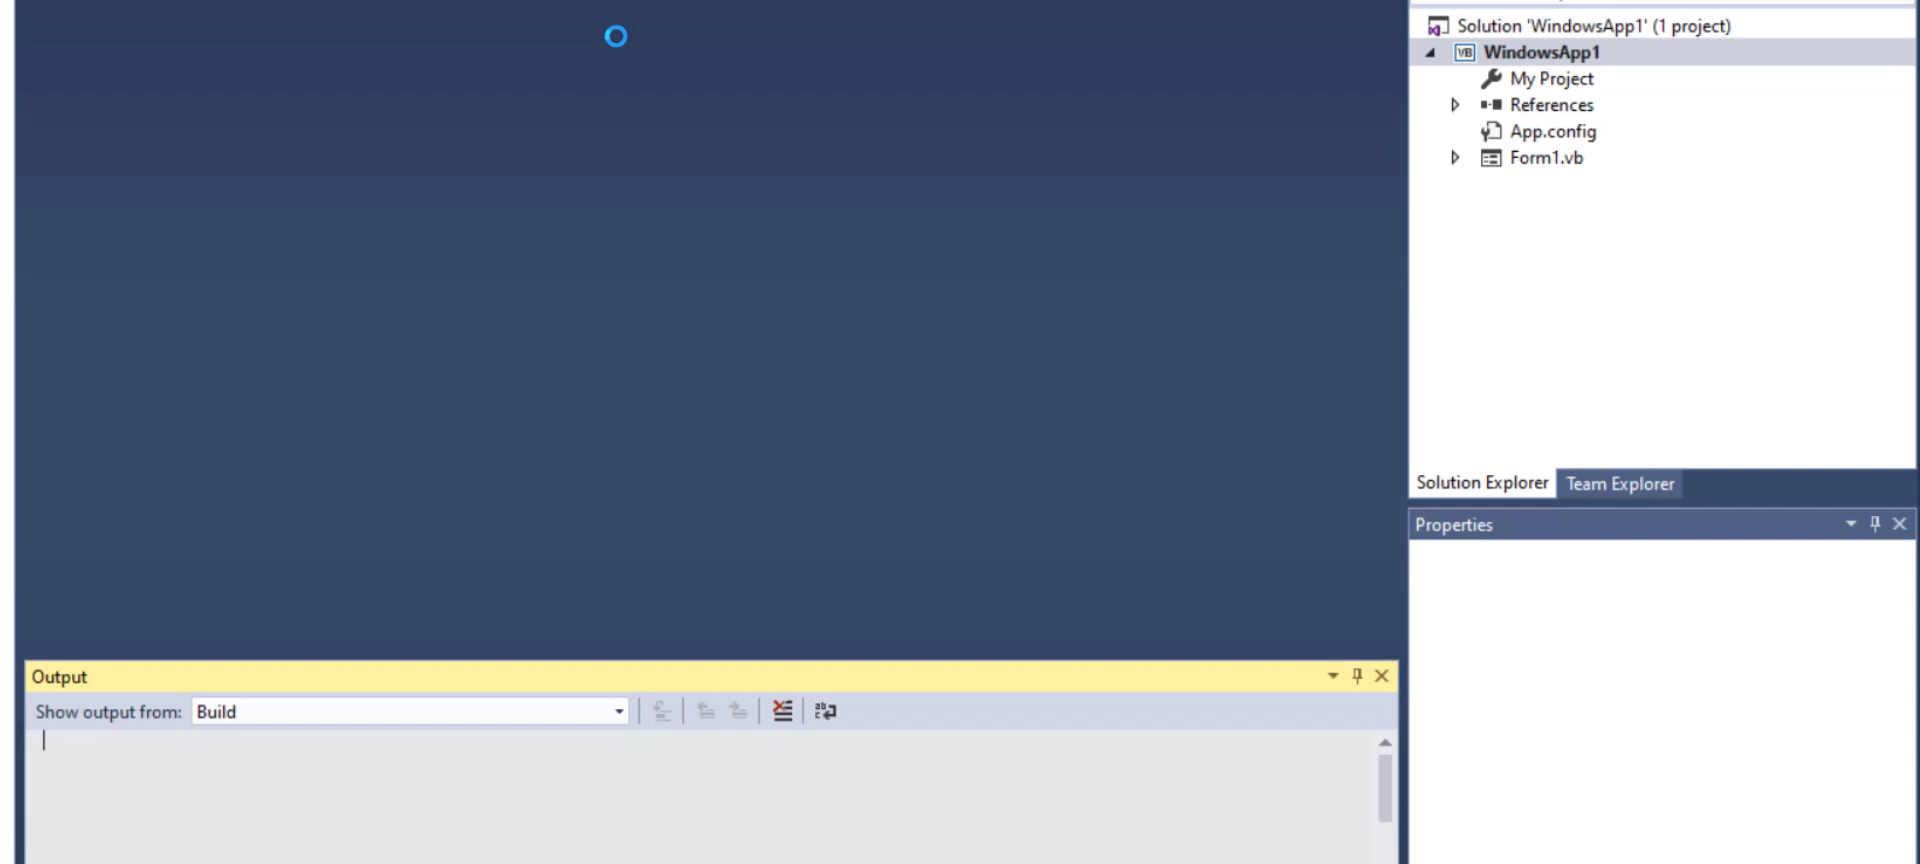 Solution 'WindowsApp1' (1 project)
VB WindowsApp1
My Project
References
App.config
Form1.vb
Solution Explorer Team Explorer
Properties
Output
Show output from: Build